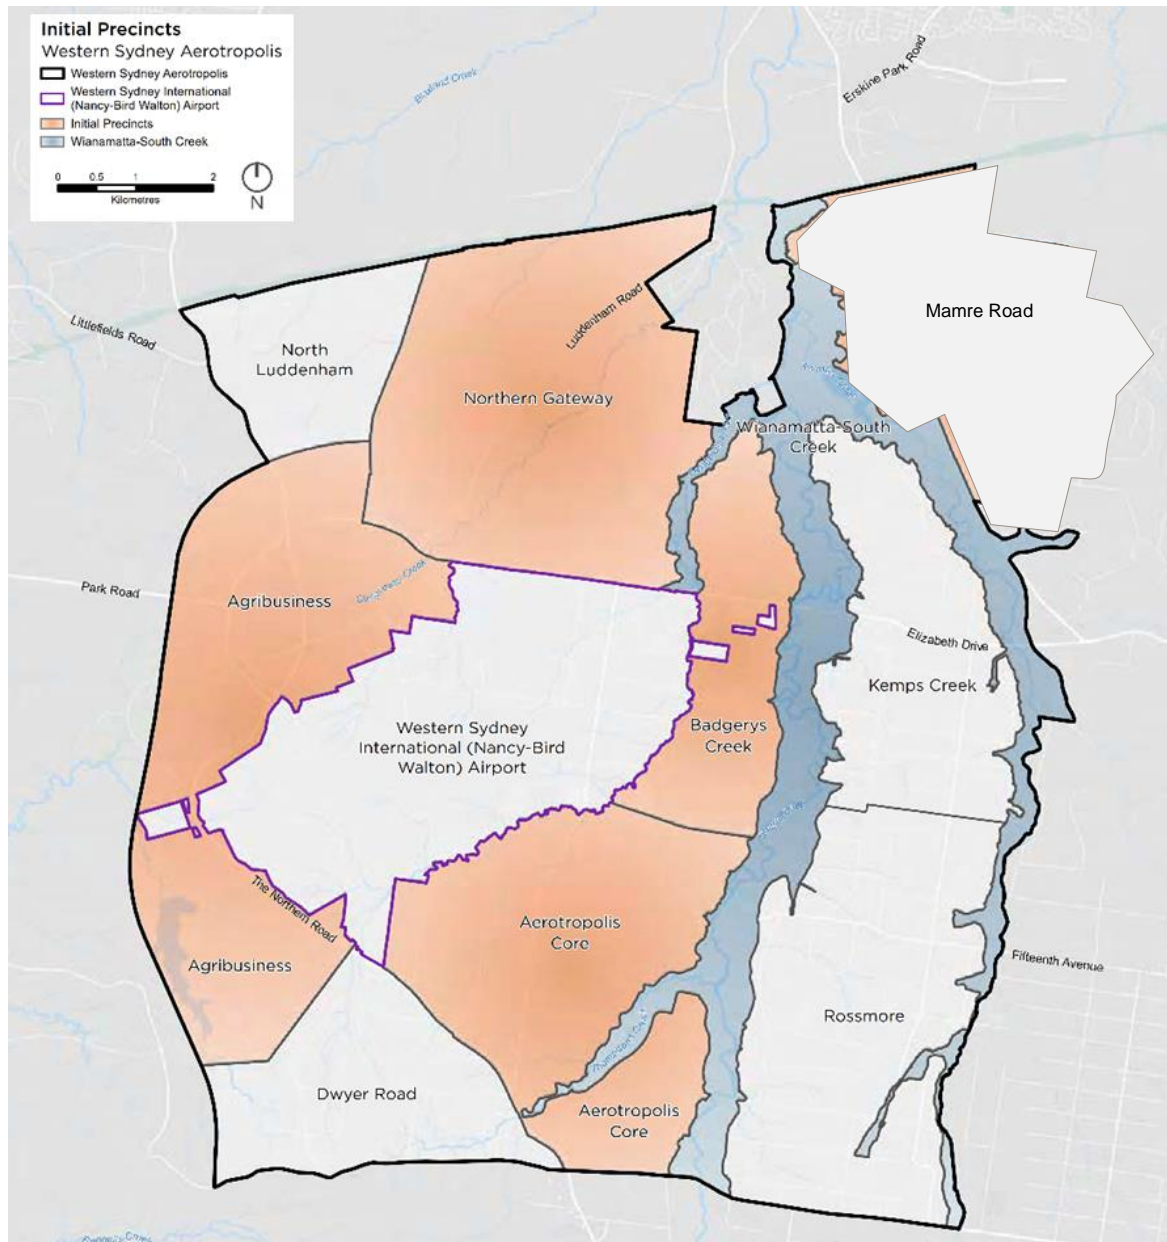 Initial Precincts
Western Sydney Aerotropolis
Western Sydney Aerotropolis
Western Sydney International
(Nancy-Bird Walton) Airport
Initial Precincts
Wianamatta-South Creek
0 0.5 1 2
Kilometres
N
Erskine Park Road
Mamre Road
Luddenham Road
Littlefields Road
North
Luddenham
Northern Gateway
Wianamatta-South
Creek
Park Road
Agribusiness
Elizabeth Drive
Kemps Creek
Western Sydney
International (Nancy-Bird
Walton) Airport
Badgerys
Creek
The Northern Road
Aerotropolis
Core
Agribusiness
Fifteenth Avenue
Rossmore
Dwyer Road
Aerotropolis
Core